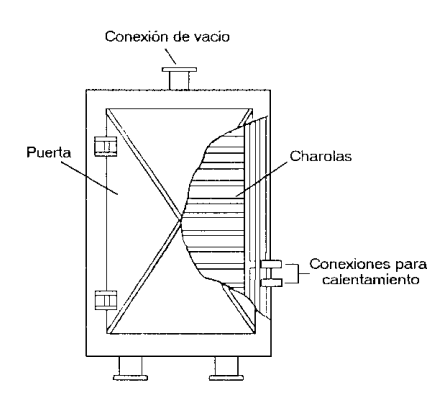 Conexión de vacio
Puerta
Charolas
Conexiones para
calentamiento